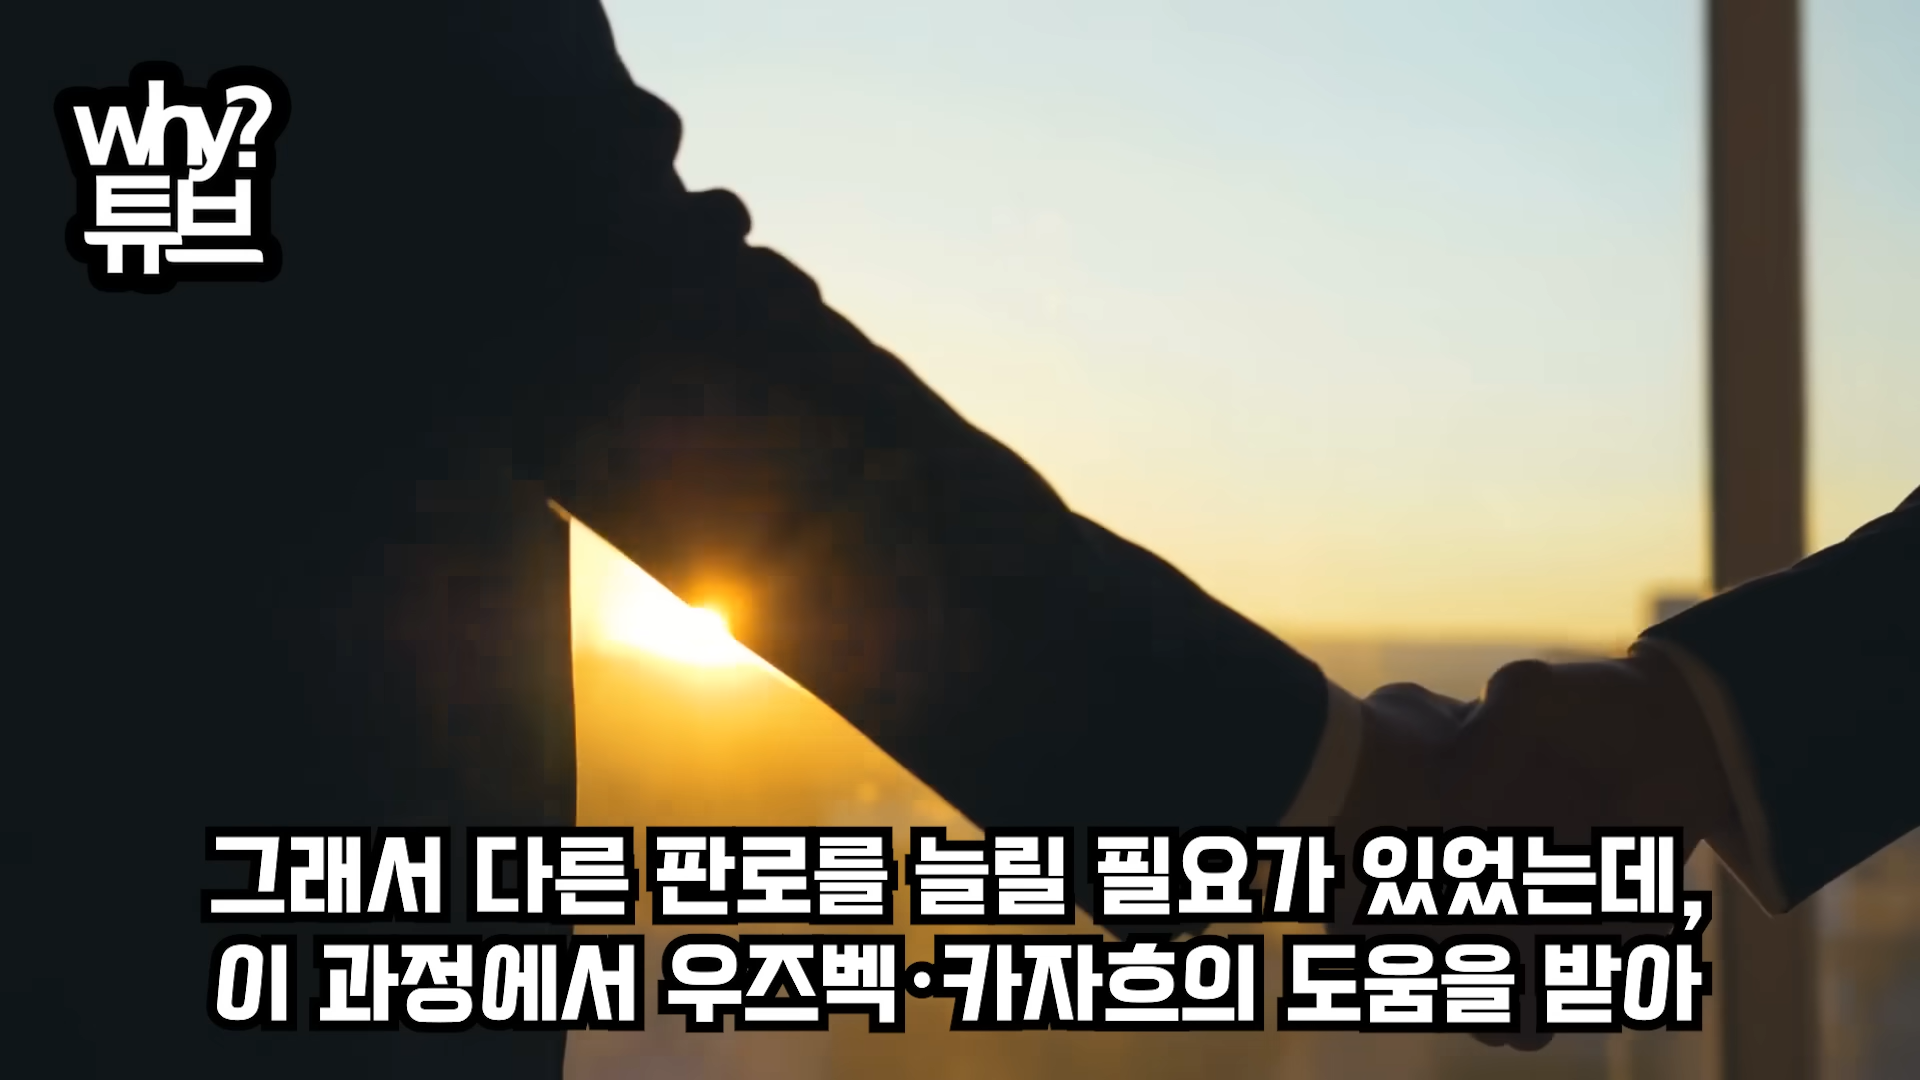 why?
튜브
그래서 다른 판로를 늘릴 필요가 있었는데,
이 과정에서 우즈벡·카자흐의 도움을 받아